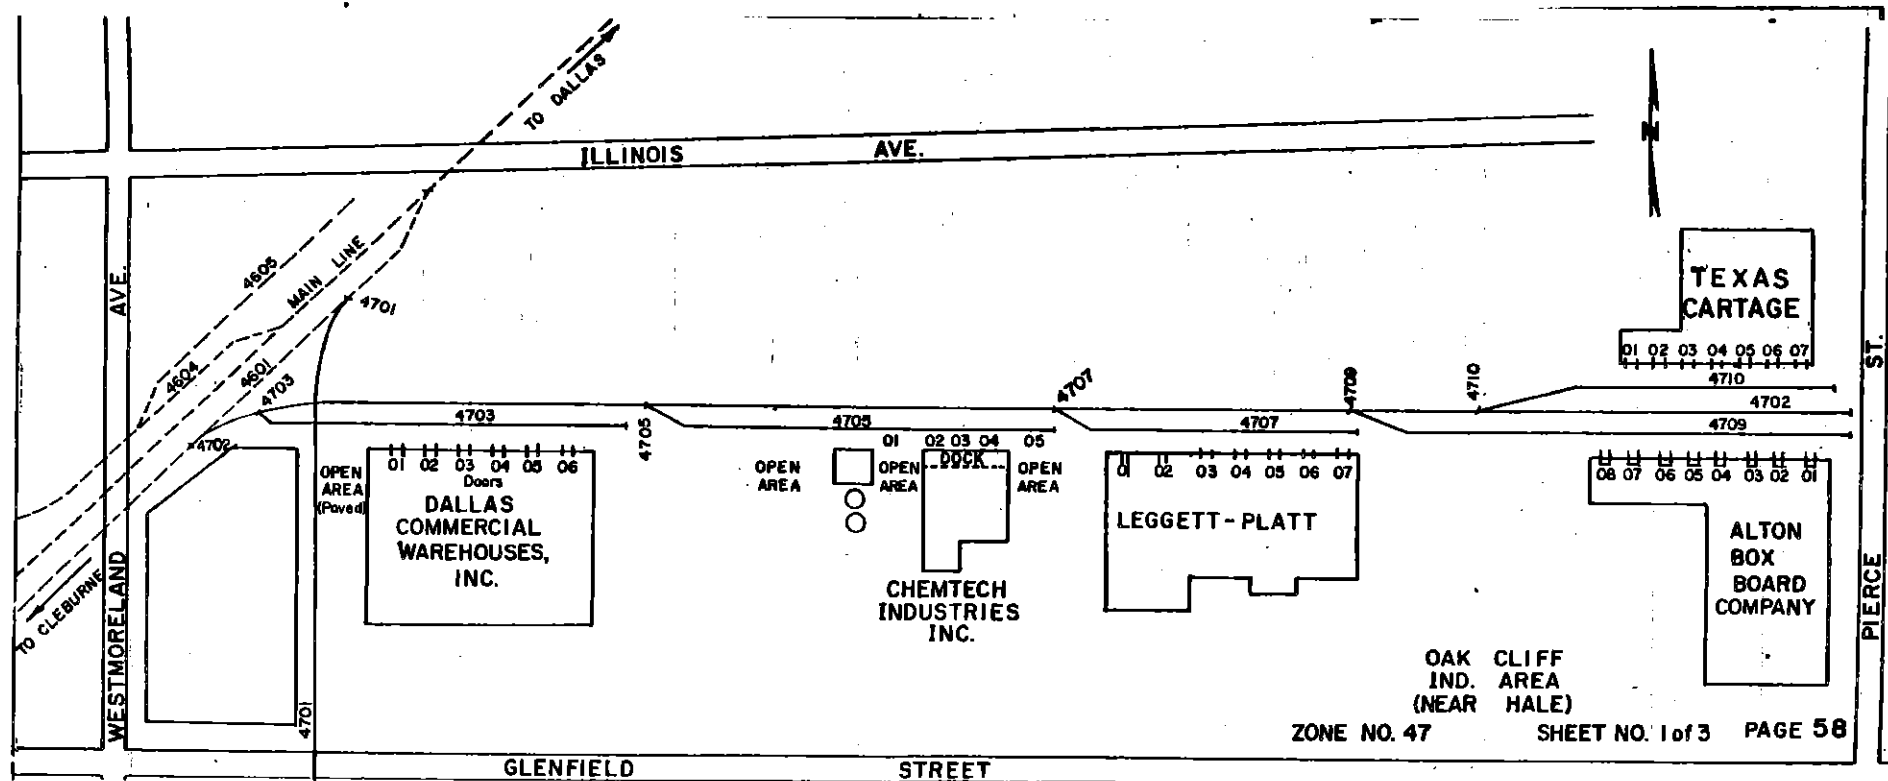 TO DALLAS
ILLINOIS AVE.
N
4605
MAIN LINE
4701
4604
4601
4703
4702
TO CLEBURNE
WESTMORELAND AVE.
4701
TEXAS
CARTAGE
01 02 03 04 05 06 07
4710
4702
4709
4703
4705
4705
4707
4707
4709
4710
OPEN
AREA
(Paved)
01 02 03 04 05 06
Doors
DALLAS
COMMERCIAL
WAREHOUSES,
INC.
01 02 03 04 05
OPEN
AREA
OPEN
AREA
DOCK
OPEN
AREA
CHEMTECH
INDUSTRIES
INC.
01 02 03 04 05 06 07
LEGGETT-PLATT
08 07 06 05 04 03 02 01
ALTON
BOX
BOARD
COMPANY
PIERCE ST.
OAK CLIFF
IND. AREA
(NEAR HALE)
ZONE NO. 47 SHEET NO. 1 of 3 PAGE 58
GLENFIELD STREET